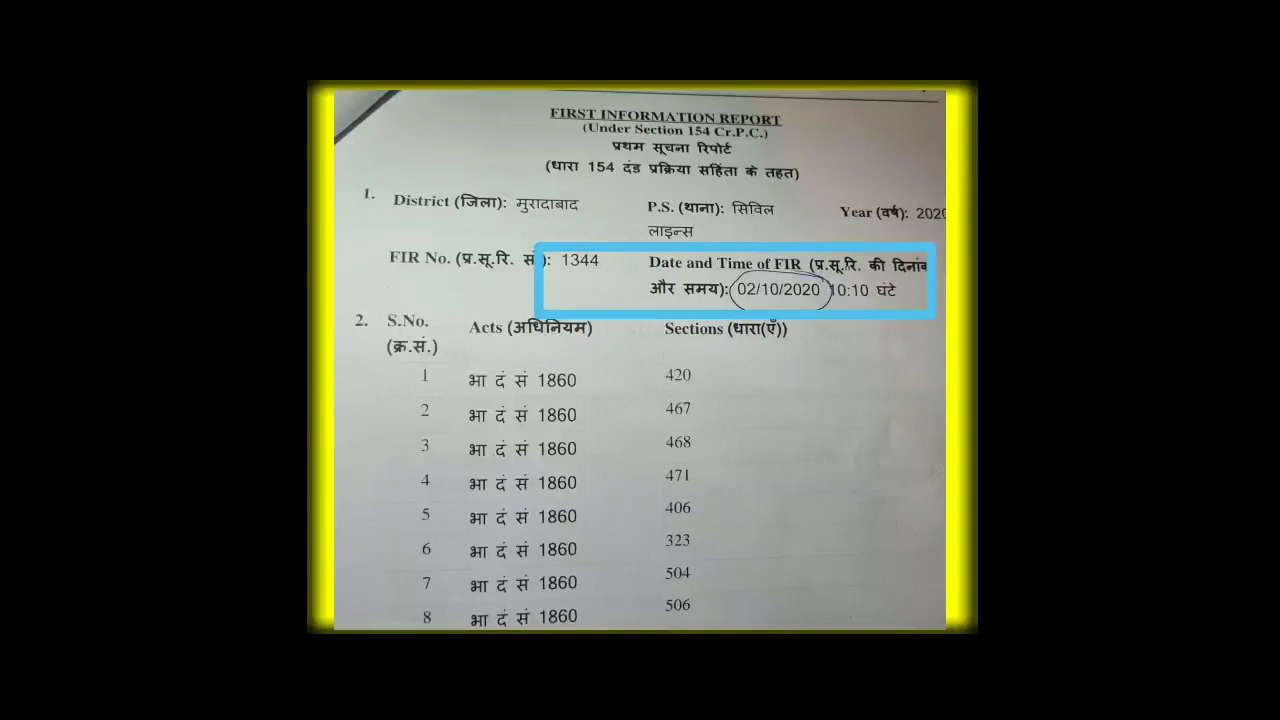 FIRST INFORMATION REPORT
(Under Section 154 Cr.P.C.)
प्रथम सूचना रिपोर्ट
(धारा 154 दंड प्रक्रिया सहिंता के तहत)
1. District (जिला): मुरादाबाद P.S. (थाना): सिविल Year (वर्ष): 2020
लाइन्स
FIR No. (प्र.सू.रि. सं): 1344 Date and Time of FIR (प्र.सू.रि. की दिनांक
और समय): 02/10/2020 10:10 घंटे
2. S.No. Acts (अधिनियम) Sections (धारा(एँ))
(क्र.सं.)
1 भा दं सं 1860 420
2 भा दं सं 1860 467
3 भा दं सं 1860 468
4 भा दं सं 1860 471
5 भा दं सं 1860 406
6 भा दं सं 1860 323
7 भा दं सं 1860 504
8 भा दं सं 1860 506